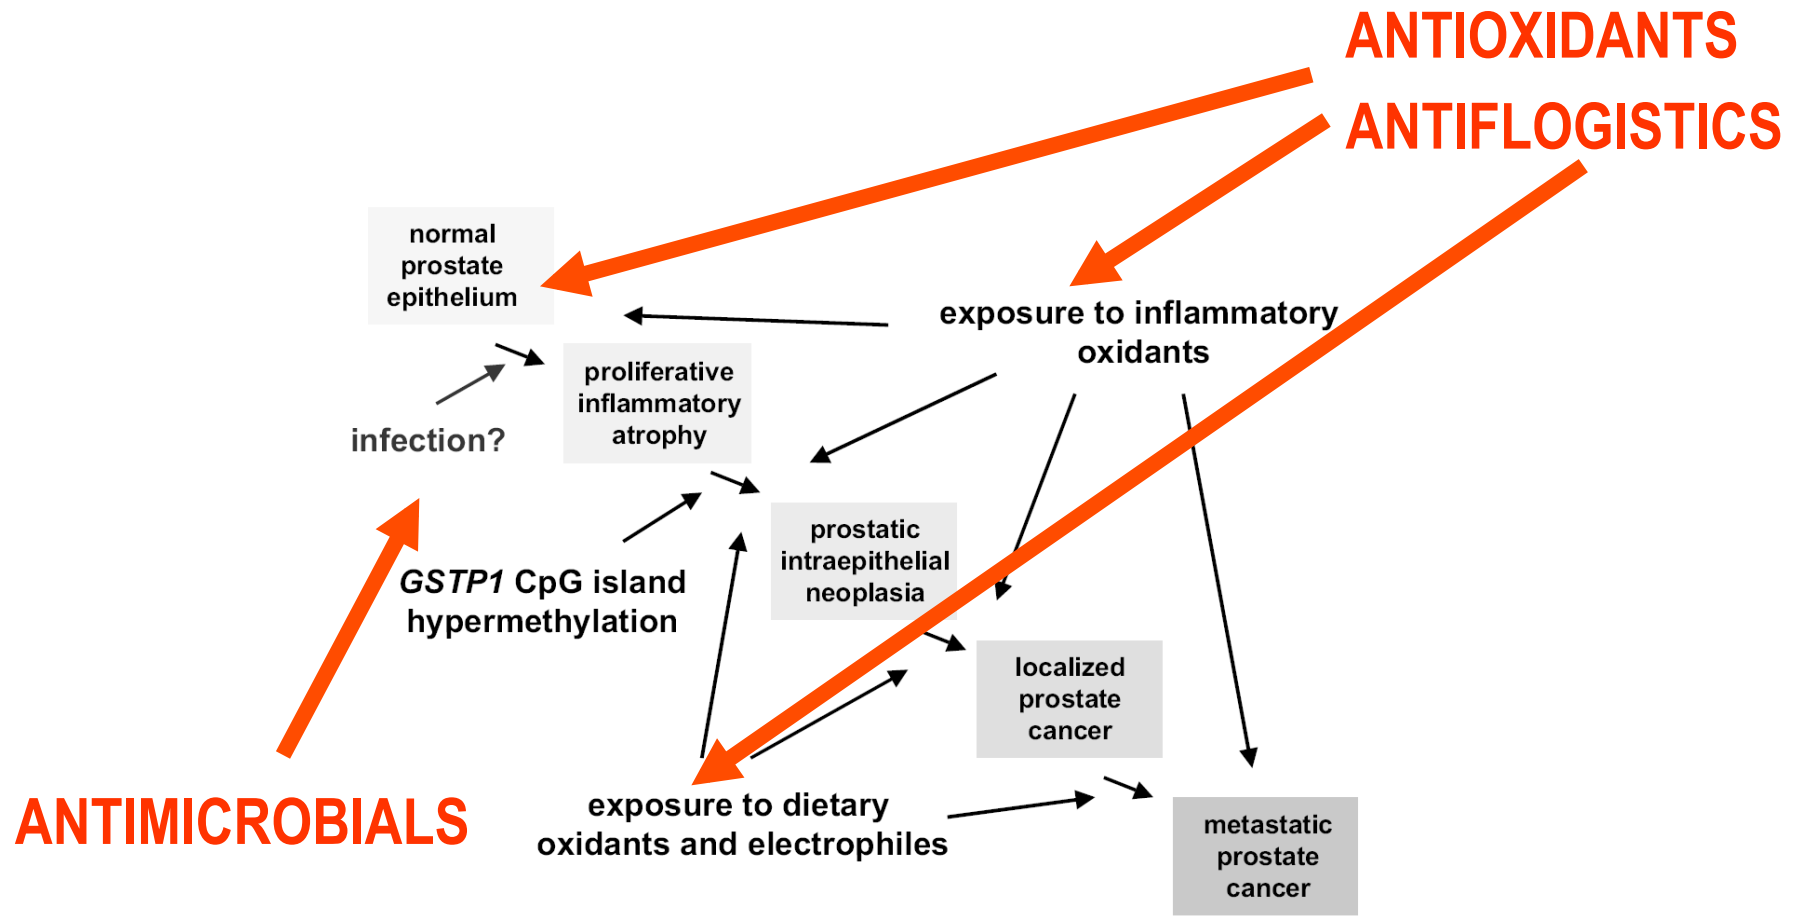 ANTIOXIDANTS
ANTIFLOGISTICS
normal
prostate
epithelium
exposure to inflammatory
oxidants
proliferative
inflammatory
atrophy
infection?
prostatic
intraepithelial
neoplasia
GSTP1 CpG island
hypermethylation
localized
prostate
cancer
ANTIMICROBIALS
exposure to dietary
oxidants and electrophiles
metastatic
prostate
cancer